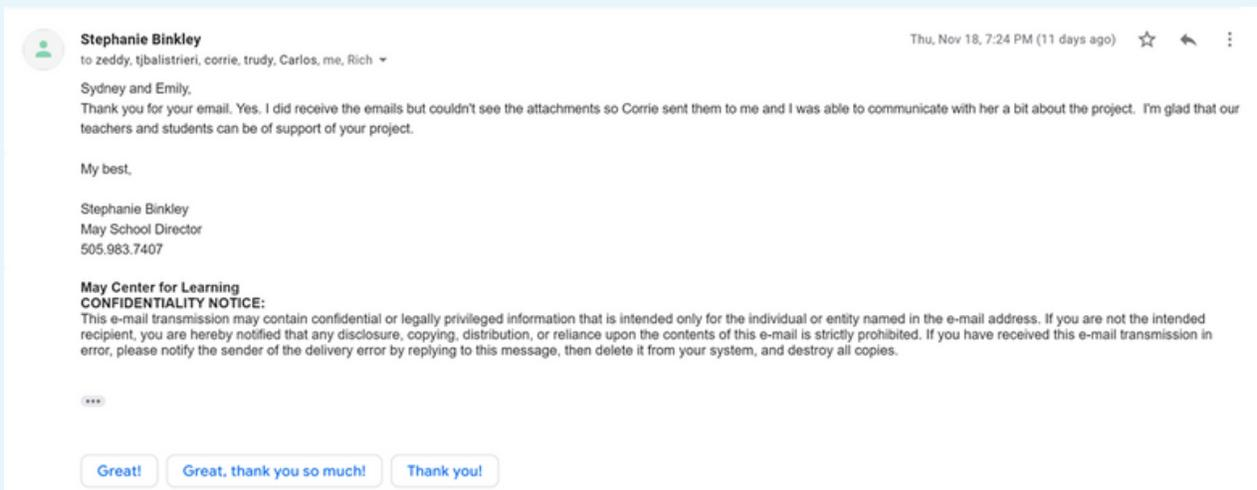 Stephanie Binkley
Thu, Nov 18, 7:24 PM (11 days ago)
to zeddy, tjbalistrieri, corrie, trudy, Carlos, me, Rich
Sydney and Emily,
Thank you for your email. Yes. I did receive the emails but couldn't see the attachments so Corrie sent them to me and I was able to communicate with her a bit about the project. I'm glad that our
teachers and students can be of support of your project.
My best,
Stephanie Binkley
May School Director
505.983.7407
May Center for Learning
CONFIDENTIALITY NOTICE:
This e-mail transmission may contain confidential or legally privileged information that is intended only for the individual or entity named in the e-mail address. If you are not the intended
recipient, you are hereby notified that any disclosure, copying, distribution, or reliance upon the contents of this e-mail is strictly prohibited. If you have received this e-mail transmission in
error, please notify the sender of the delivery error by replying to this message, then delete it from your system, and destroy all copies.
Great! Great, thank you so much! Thank you!